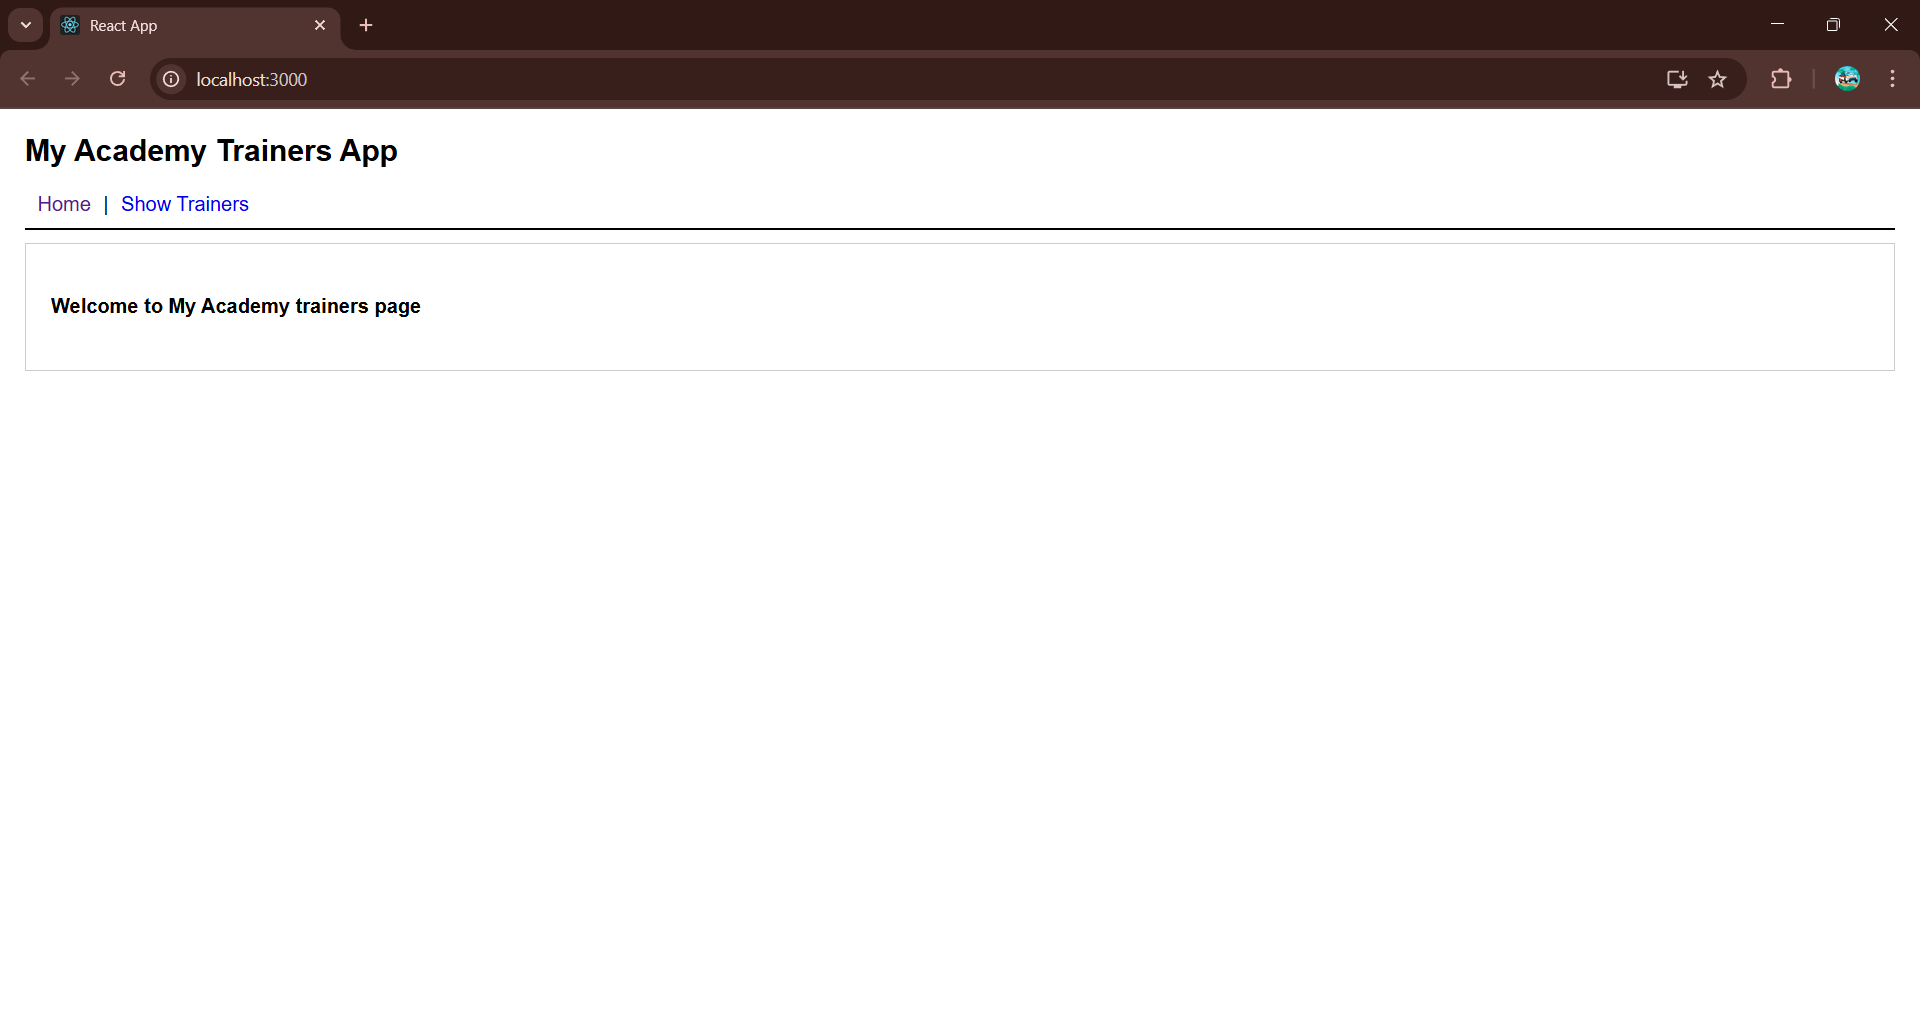 React App
localhost:3000
My Academy Trainers App
Home | Show Trainers
Welcome to My Academy trainers page